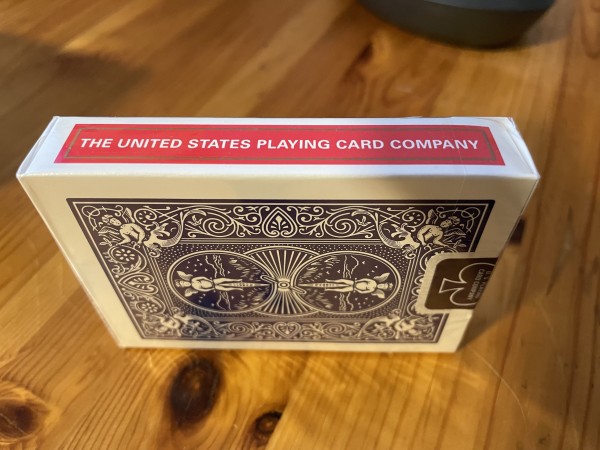 THE UNITED STATES PLAYING CARD COMPANY